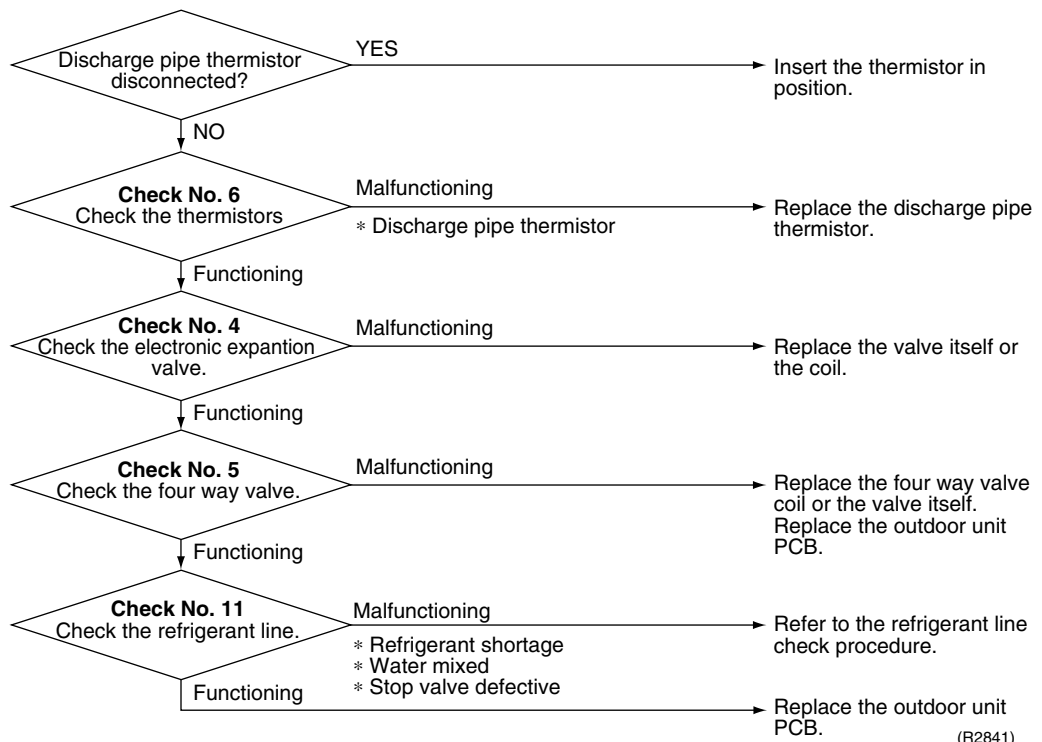 Discharge pipe thermistor
disconnected?
YES
Insert the thermistor in
position.
NO
Check No. 6
Check the thermistors
Malfunctioning
∗ Discharge pipe thermistor
Replace the discharge pipe
thermistor.
Functioning
Check No. 4
Check the electronic expantion
valve.
Malfunctioning
Replace the valve itself or
the coil.
Functioning
Check No. 5
Check the four way valve.
Malfunctioning
Replace the four way valve
coil or the valve itself.
Replace the outdoor unit
PCB.
Functioning
Check No. 11
Check the refrigerant line.
Malfunctioning
∗ Refrigerant shortage
∗ Water mixed
∗ Stop valve defective
Refer to the refrigerant line
check procedure.
Functioning
Replace the outdoor unit
PCB.
(R2841)